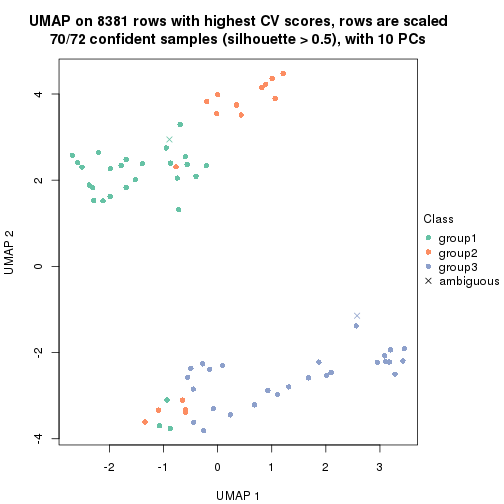 UMAP on 8381 rows with highest CV scores, rows are scaled
70/72 confident samples (silhouette > 0.5), with 10 PCs
4
2
0
-2
-4
UMAP 2
Class
group1
group2
group3
ambiguous
-2 -1 0 1 2 3
UMAP 1